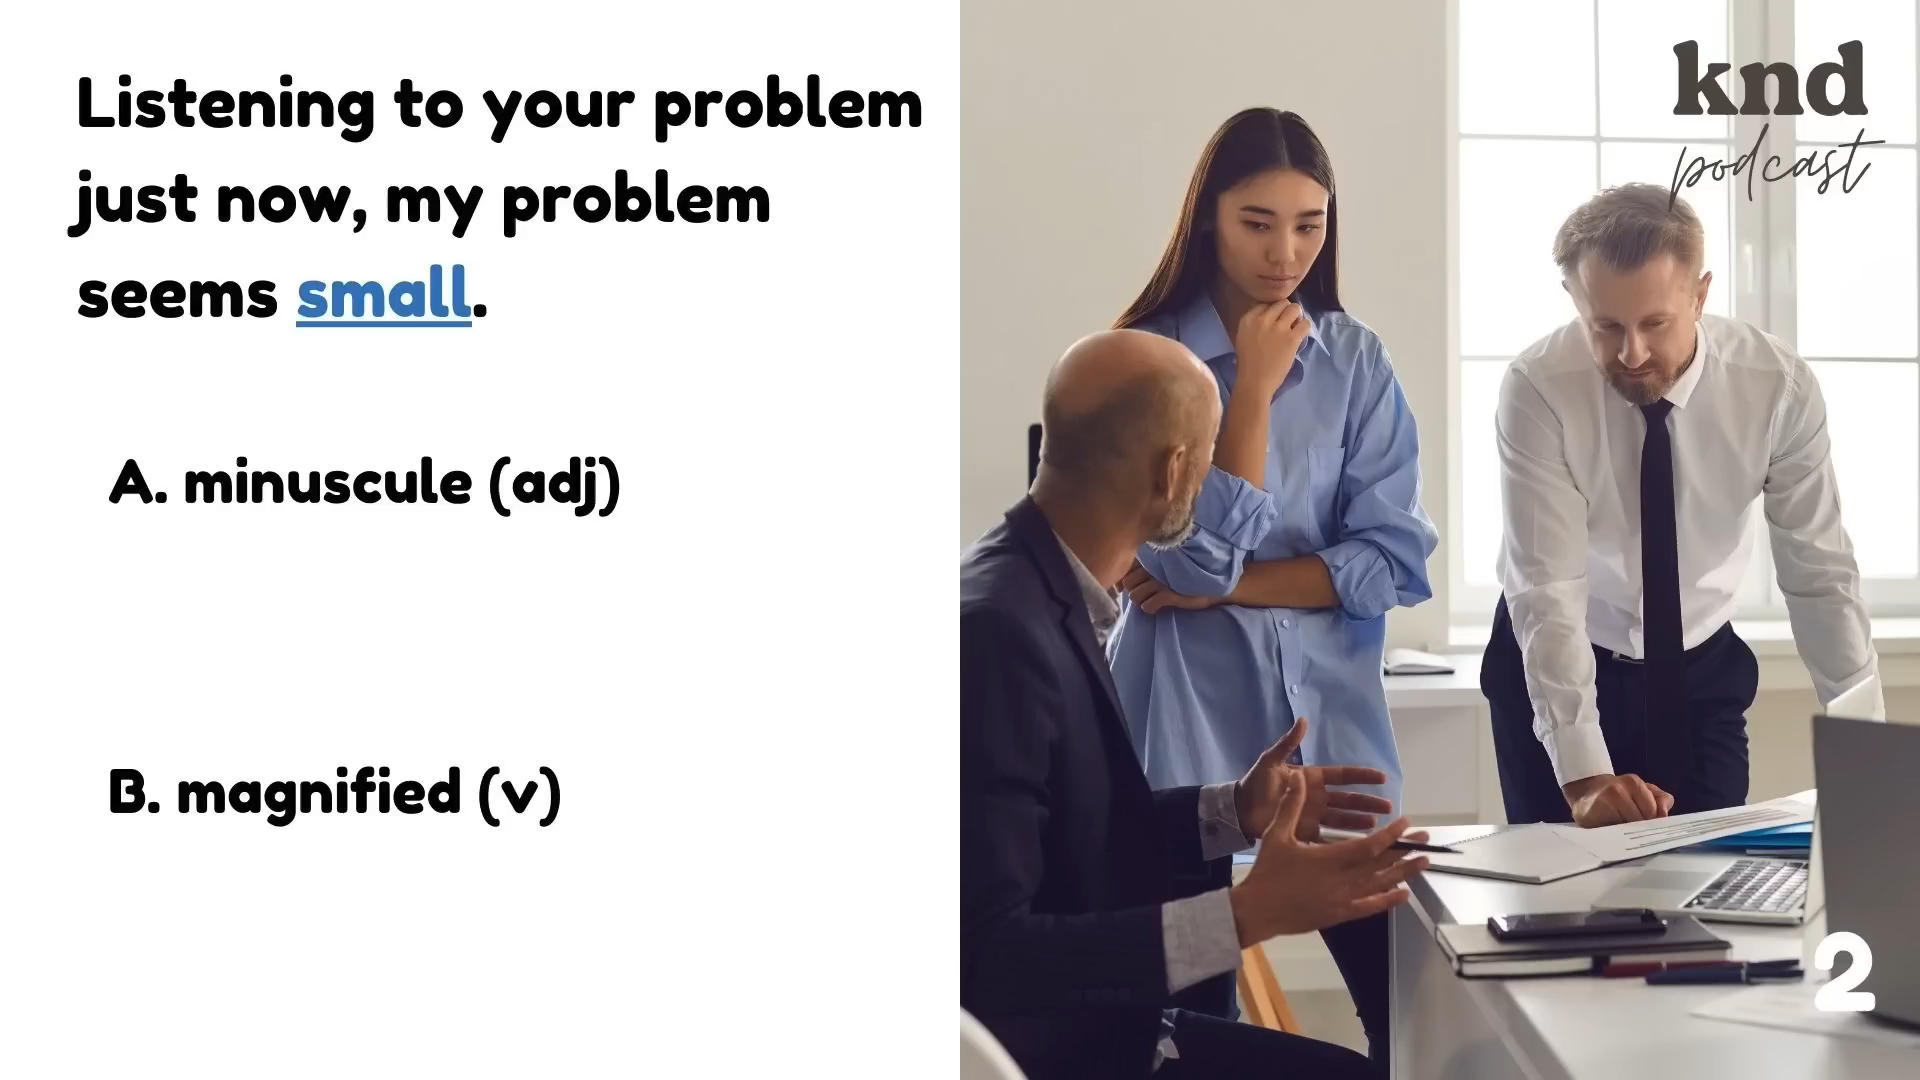 Listening to your problem
just now, my problem
seems small.
A. minuscule (adj)
B. magnified (v)
knd
podcast
2